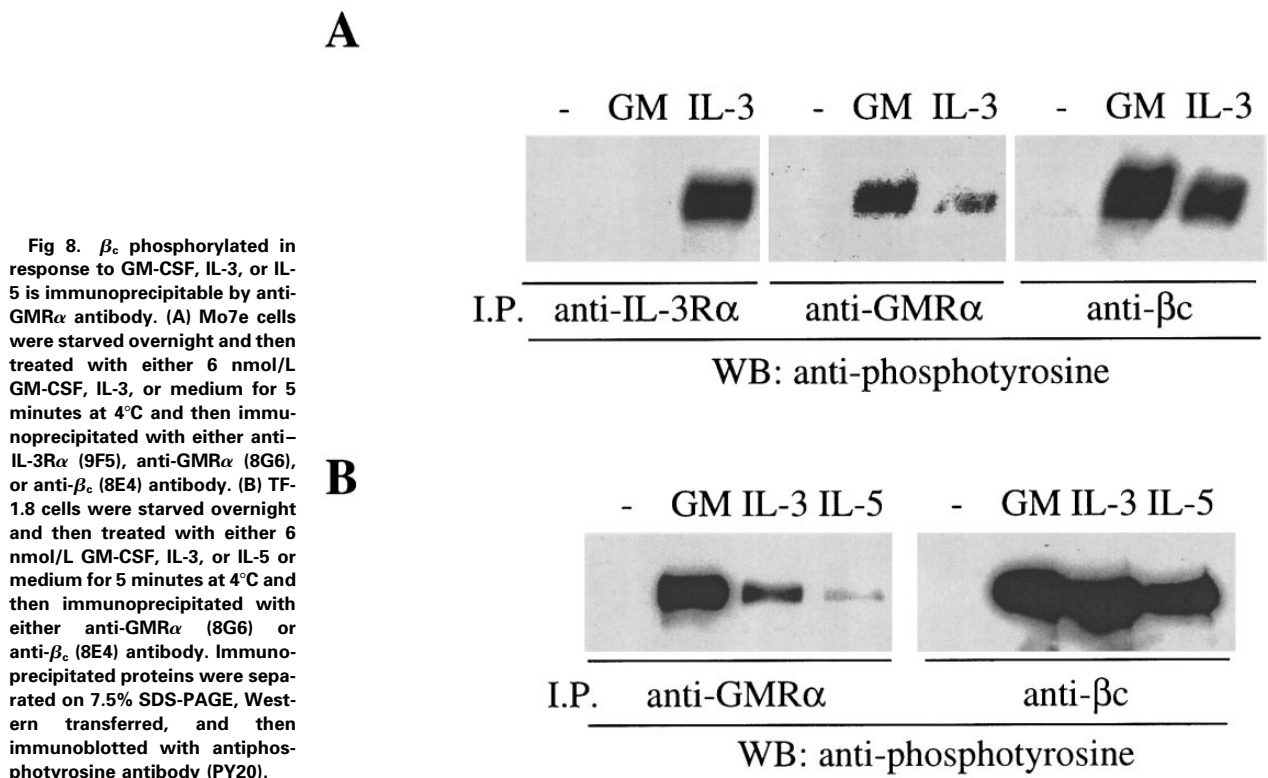 A
- GM IL-3 - GM IL-3 - GM IL-3
I.P. anti-IL-3Rα anti-GMRα anti-βc
WB: anti-phosphotyrosine
Fig 8. βc phosphorylated in
response to GM-CSF, IL-3, or IL-
5 is immunoprecipitable by anti-
GMRα antibody. (A) Mo7e cells
were starved overnight and then
treated with either 6 nmol/L
GM-CSF, IL-3, or medium for 5
minutes at 4°C and then immu-
noprecipitated with either anti–
IL-3Rα (9F5), anti-GMRα (8G6),
or anti-βc (8E4) antibody. (B) TF-
1.8 cells were starved overnight
and then treated with either 6
nmol/L GM-CSF, IL-3, or IL-5 or
medium for 5 minutes at 4°C and
then immunoprecipitated with
either anti-GMRα (8G6) or
anti-βc (8E4) antibody. Immuno-
precipitated proteins were sepa-
rated on 7.5% SDS-PAGE, West-
ern transferred, and then
immunoblotted with antiphos-
photyrosine antibody (PY20).
B
- GM IL-3 IL-5 - GM IL-3 IL-5
I.P. anti-GMRα anti-βc
WB: anti-phosphotyrosine